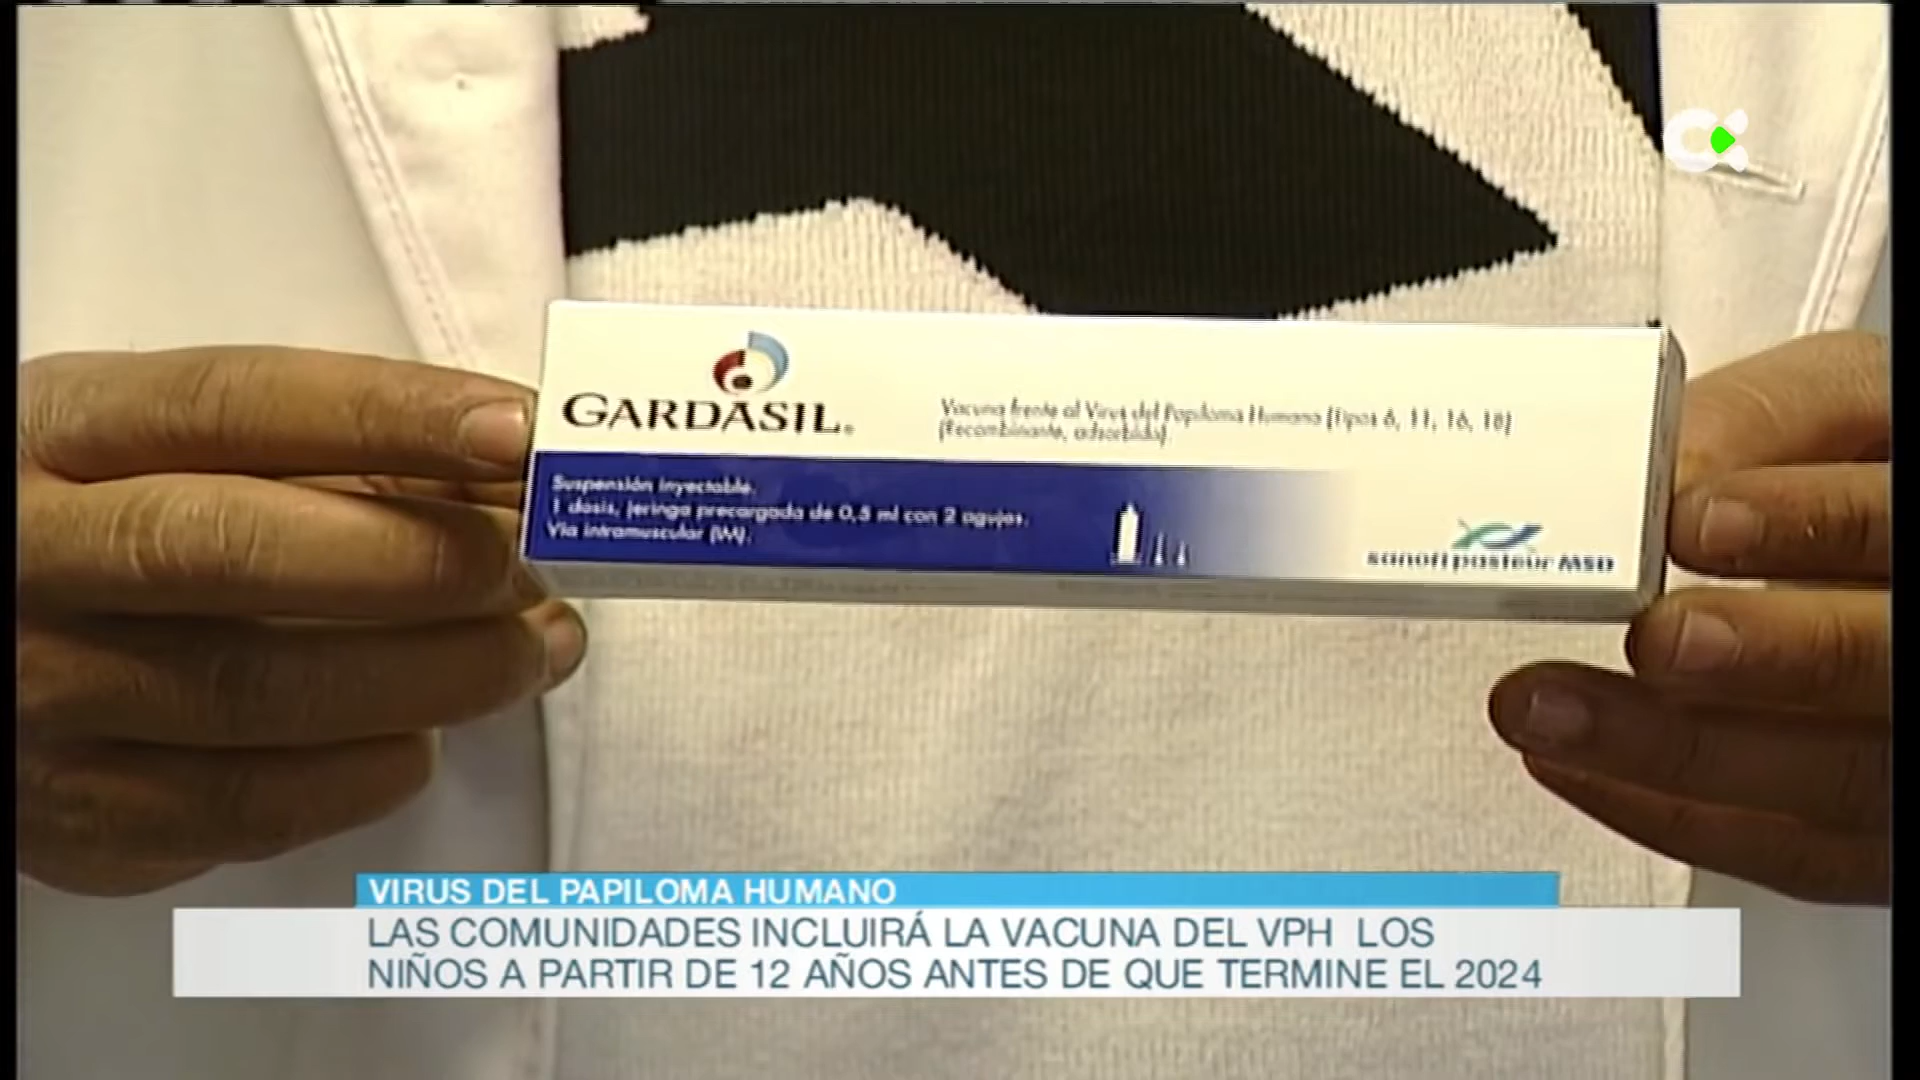 GARDASIL®
Vacuna frente al Virus del Papiloma Humano (Tipos 6, 11, 16, 18)
(Recombinante, adsorbida).
Suspensión inyectable.
1 dosis, jeringa precargada de 0,5 ml con 2 agujas.
Vía intramuscular (IM).
sanofi pasteur MSD
VIRUS DEL PAPILOMA HUMANO
LAS COMUNIDADES INCLUIRÁ LA VACUNA DEL VPH LOS
NIÑOS A PARTIR DE 12 AÑOS ANTES DE QUE TERMINE EL 2024